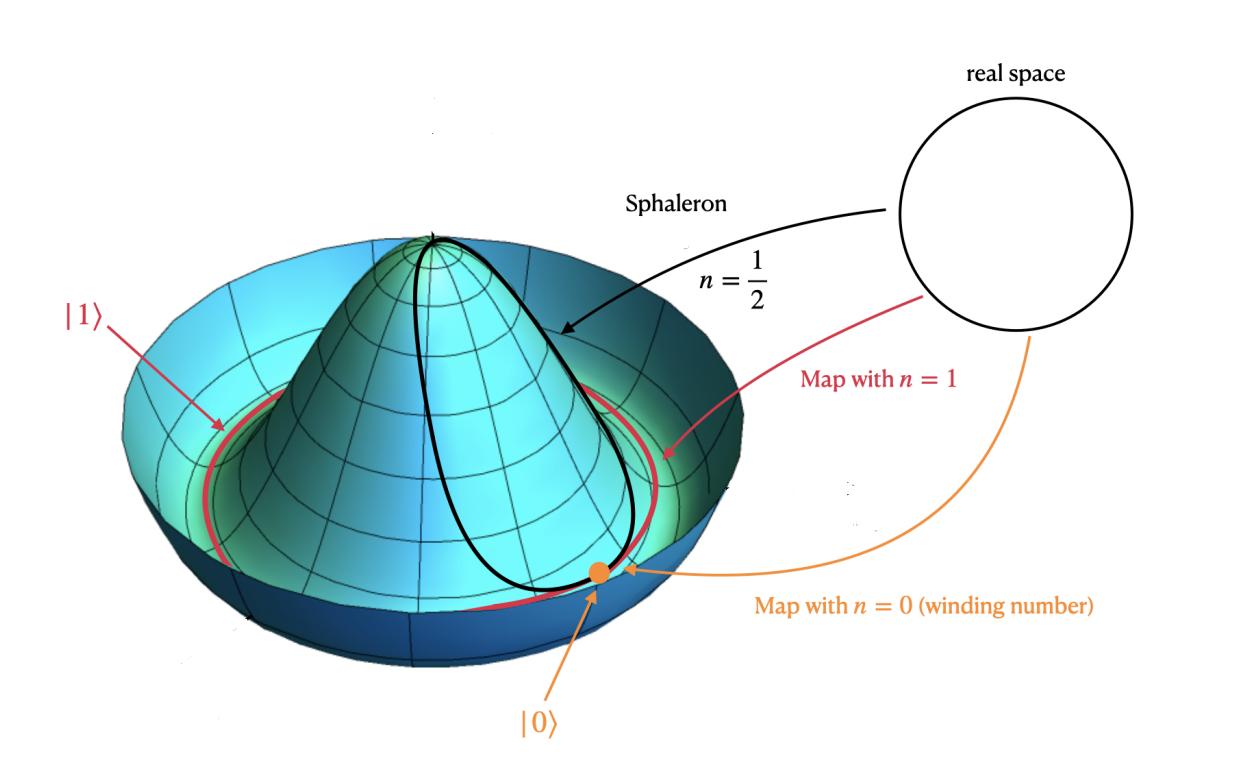 real space
Sphaleron
n = 1/2
|1⟩
Map with n = 1
Map with n = 0 (winding number)
|0⟩